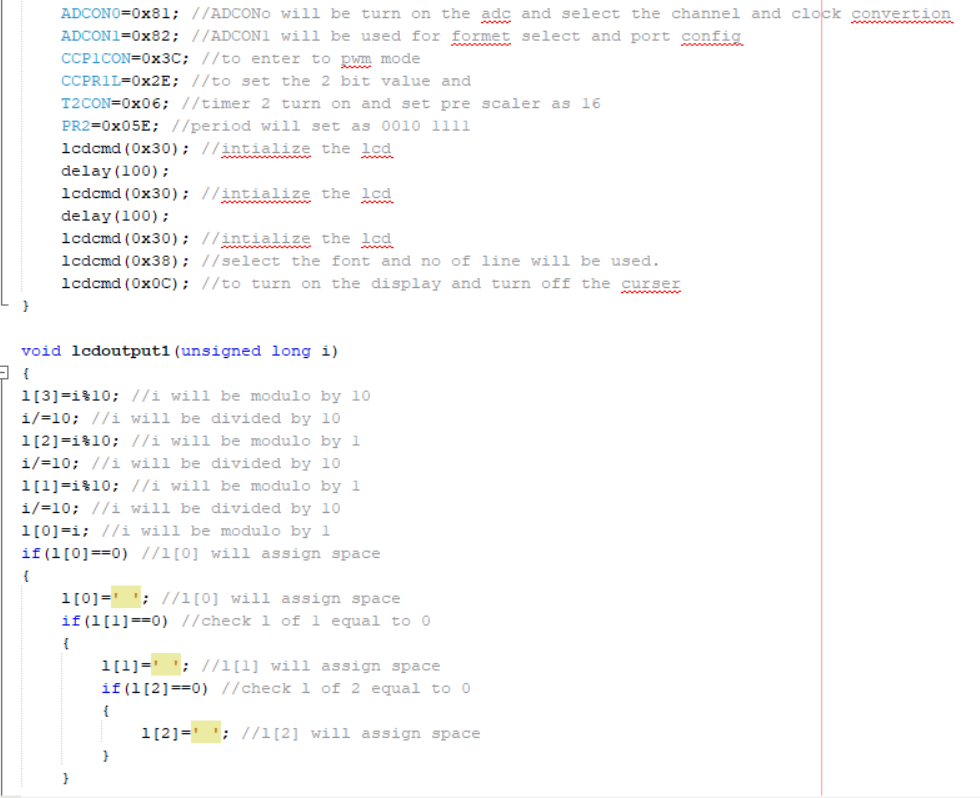 ADCON0=0x81; //ADCONo will be turn on the adc and select the channel and clock convertion
ADCON1=0x82; //ADCON1 will be used for formet select and port config
CCP1CON=0x3C; //to enter to pwm mode
CCPR1L=0x2E; //to set the 2 bit value and
T2CON=0x06; //timer 2 turn on and set pre scaler as 16
PR2=0x05E; //period will set as 0010 1111
lcdcmd(0x30); //intialize the lcd
delay(100);
lcdcmd(0x30); //intialize the lcd
delay(100);
lcdcmd(0x30); //intialize the lcd
lcdcmd(0x38); //select the font and no of line will be used.
lcdcmd(0x0C); //to turn on the display and turn off the curser
}
void lcdoutput1(unsigned long i)
{
l[3]=i%10; //i will be modulo by 10
i/=10; //i will be divided by 10
l[2]=i%10; //i will be modulo by 1
i/=10; //i will be divided by 10
l[1]=i%10; //i will be modulo by 1
i/=10; //i will be divided by 10
l[0]=i; //i will be modulo by 1
if(l[0]==0) //l[0] will assign space
{
l[0]=' '; //l[0] will assign space
if(l[1]==0) //check l of 1 equal to 0
{
l[1]=' '; //l[1] will assign space
if(l[2]==0) //check l of 2 equal to 0
{
l[2]=' '; //l[2] will assign space
}
}